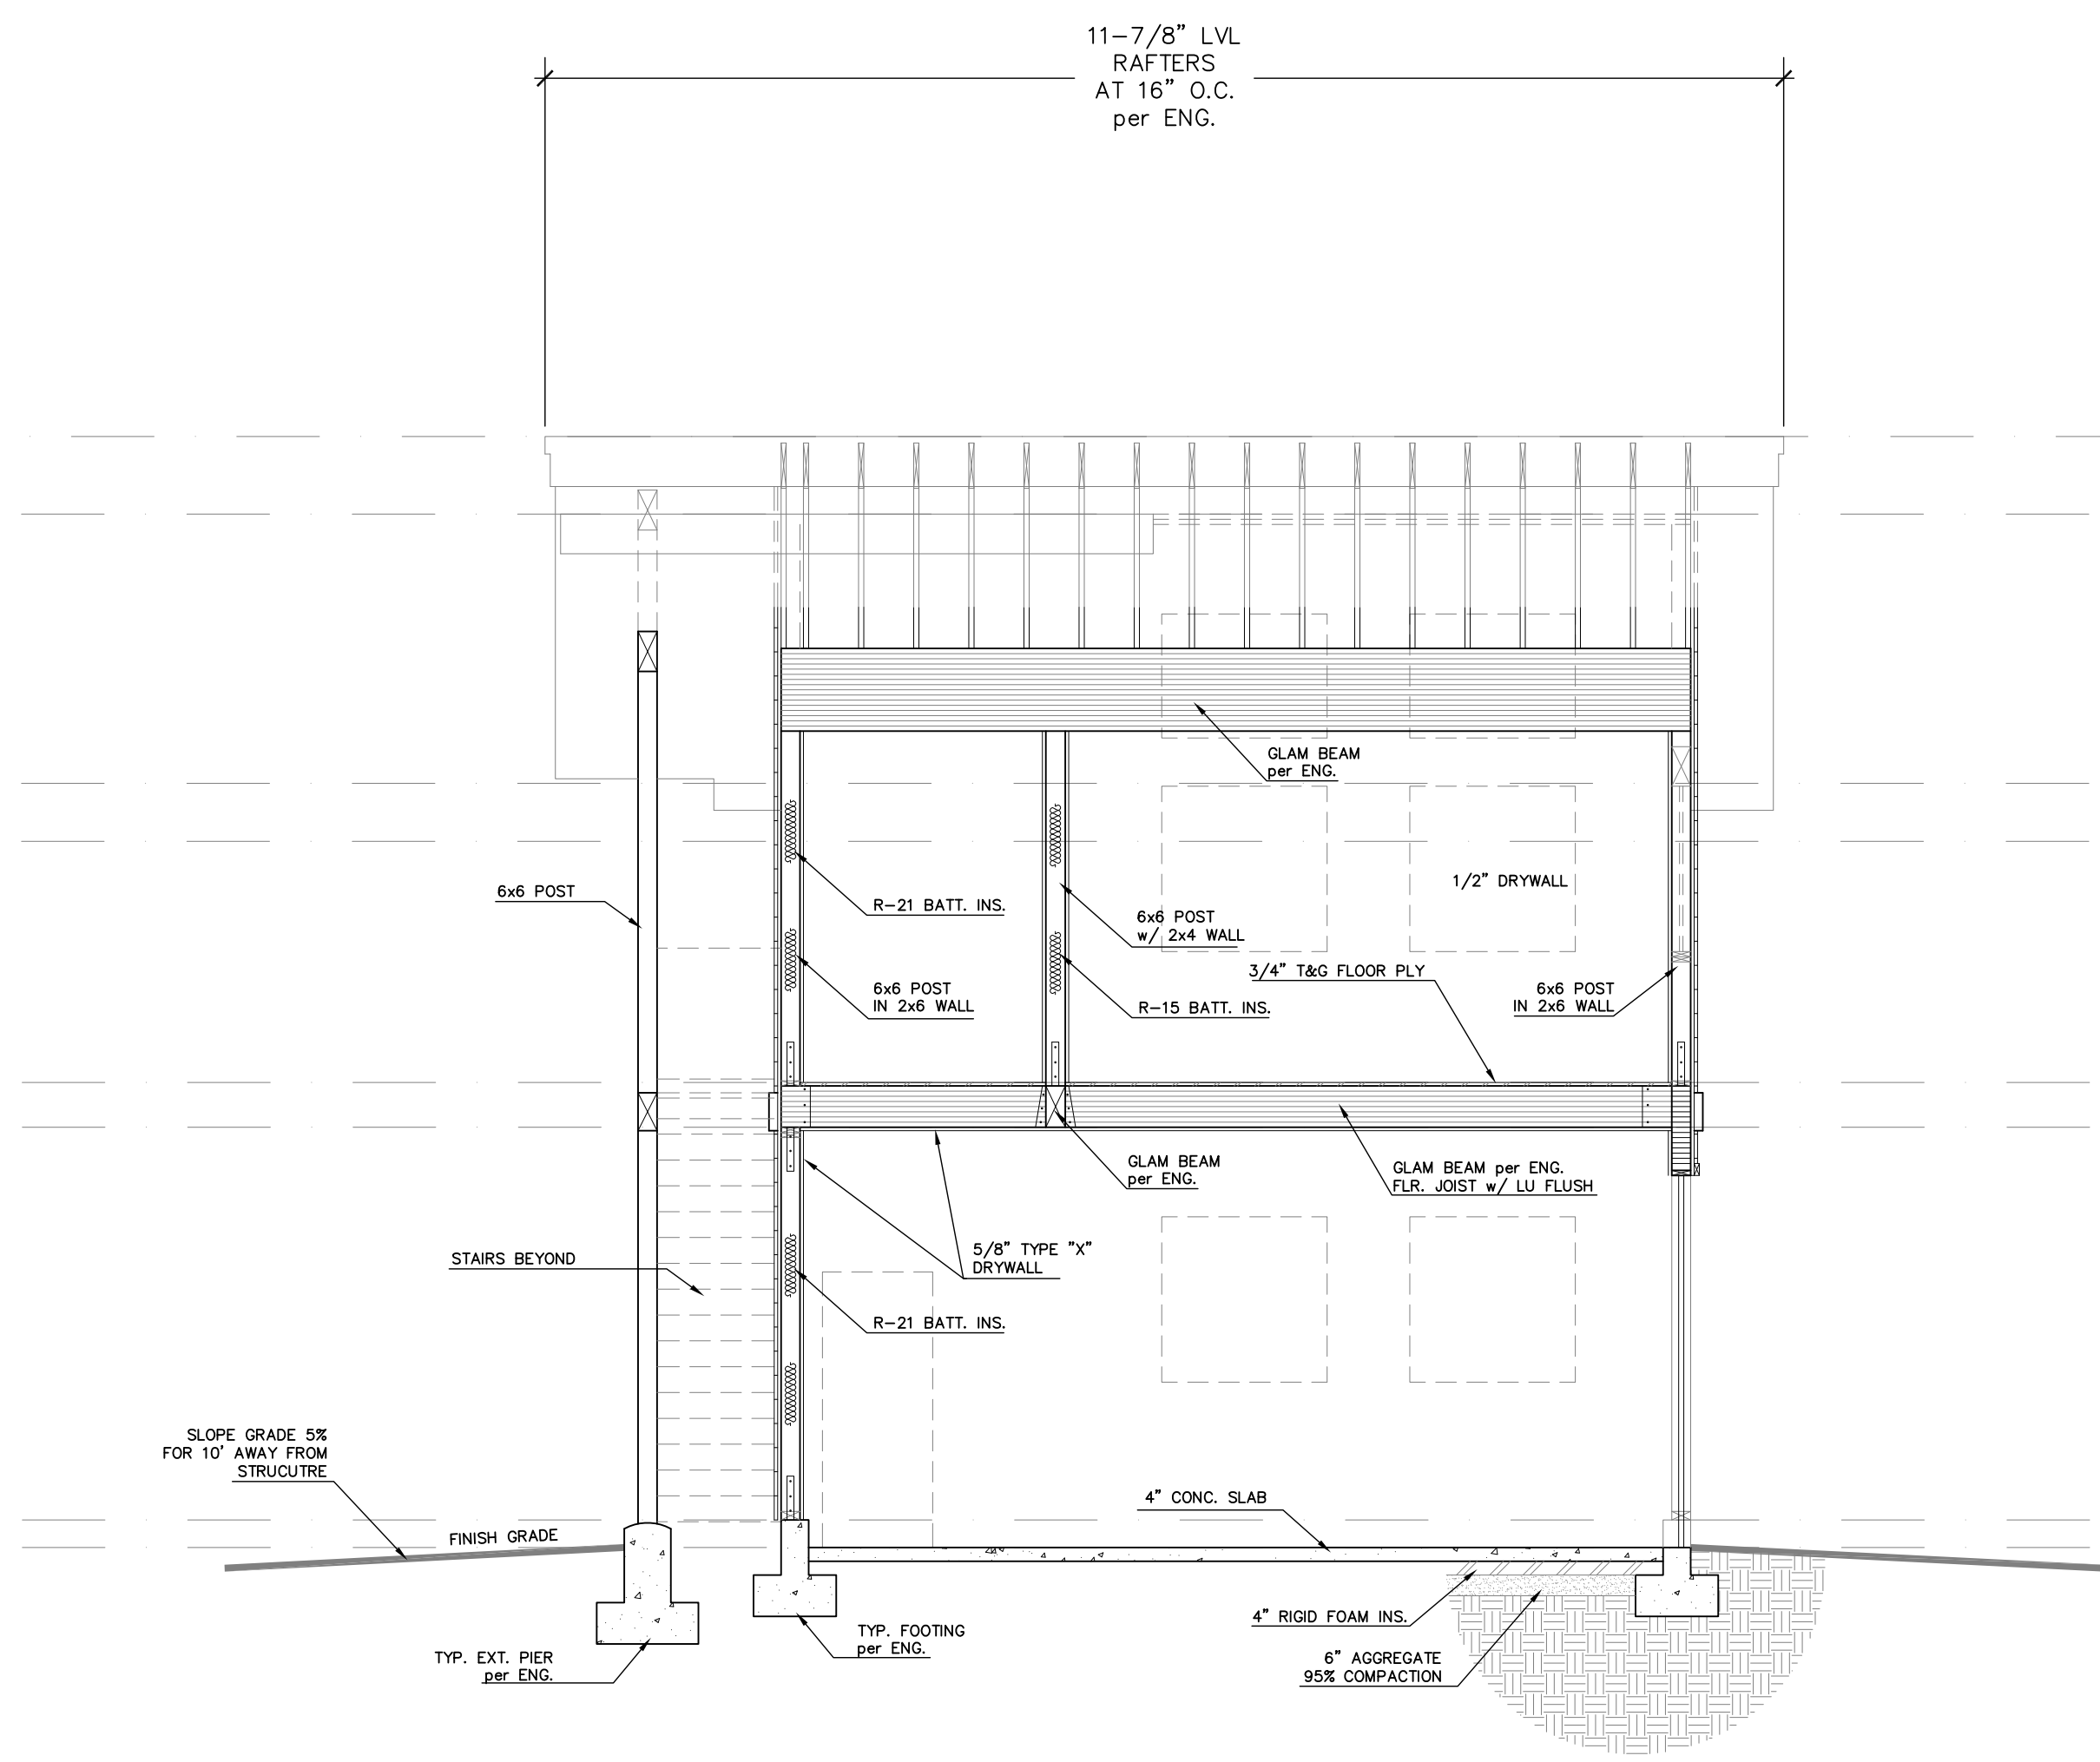 11-7/8" LVL
RAFTERS
AT 16" O.C.
per ENG.
GLAM BEAM
per ENG.
1/2" DRYWALL
6x6 POST
R-21 BATT. INS.
6x6 POST
w/ 2x4 WALL
3/4" T&G FLOOR PLY
6x6 POST
IN 2x6 WALL
R-15 BATT. INS.
6x6 POST
IN 2x6 WALL
GLAM BEAM
per ENG.
GLAM BEAM per ENG.
FLR. JOIST w/ LU FLUSH
STAIRS BEYOND
5/8" TYPE "X"
DRYWALL
R-21 BATT. INS.
SLOPE GRADE 5%
FOR 10' AWAY FROM
STRUCUTRE
FINISH GRADE
4" CONC. SLAB
4" RIGID FOAM INS.
TYP. FOOTING
per ENG.
TYP. EXT. PIER
per ENG.
6" AGGREGATE
95% COMPACTION